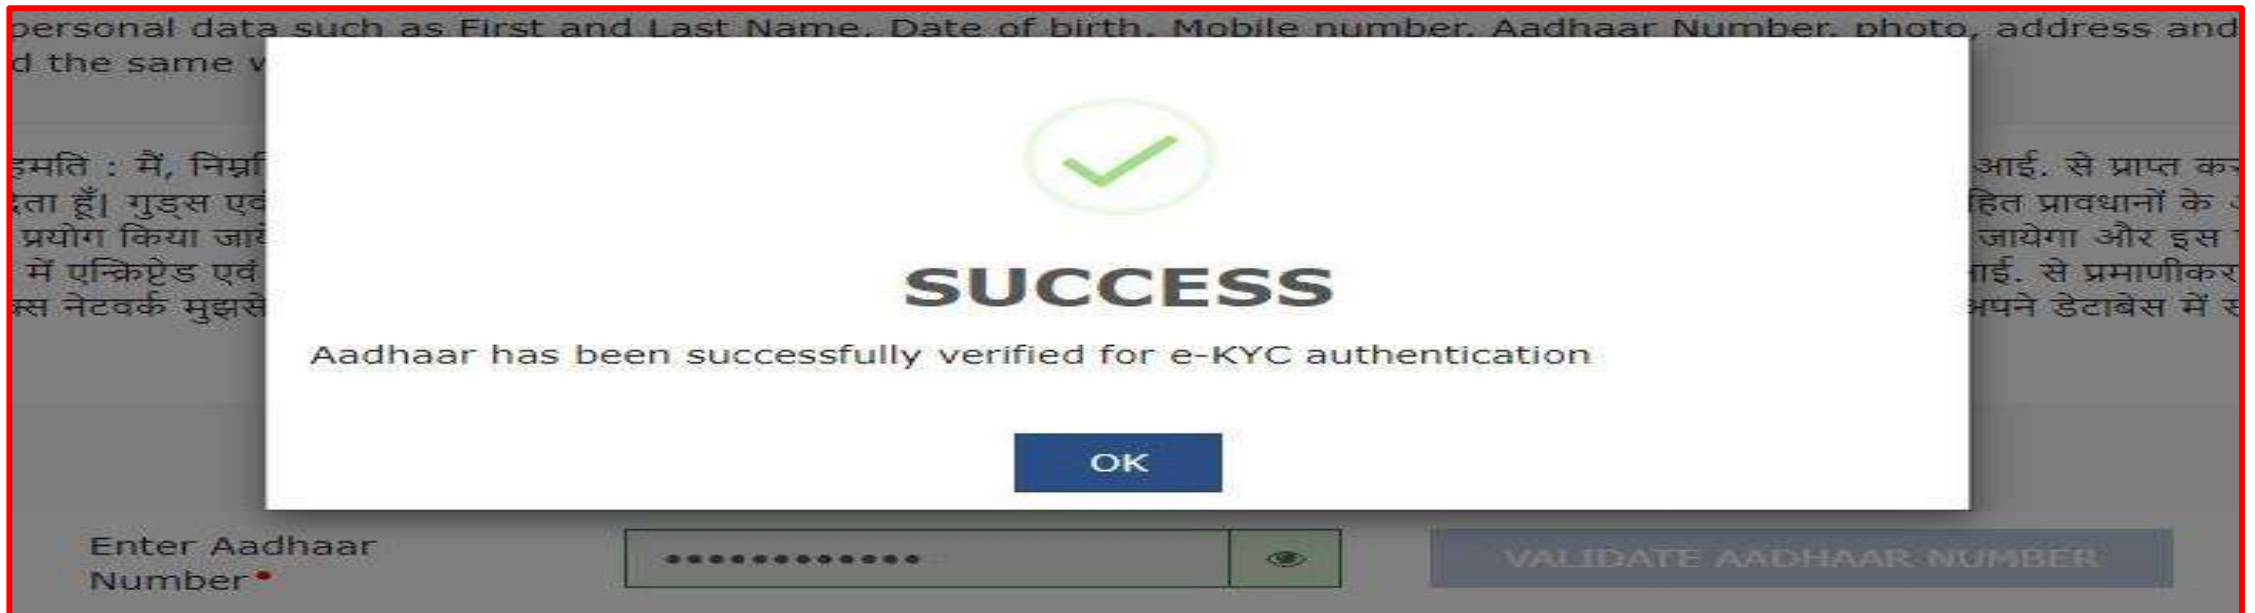 personal data such as First and Last Name, Date of birth, Mobile number, Aadhaar Number, photo, address and
d the same
हमति : मैं,
आई. से प्राप्त
हूँ। गुड्स एवं
प्रावधानों के
प्रयोग किया
जायेगा और इस
में एन्क्रिप्टेड एवं
से प्रमाणीकर
नेटवर्क मुझसे
अपने डेटाबेस में
SUCCESS
Aadhaar has been successfully verified for e-KYC authentication
OK
Enter Aadhaar
Number•
••••••••••••
VALIDATE AADHAAR NUMBER